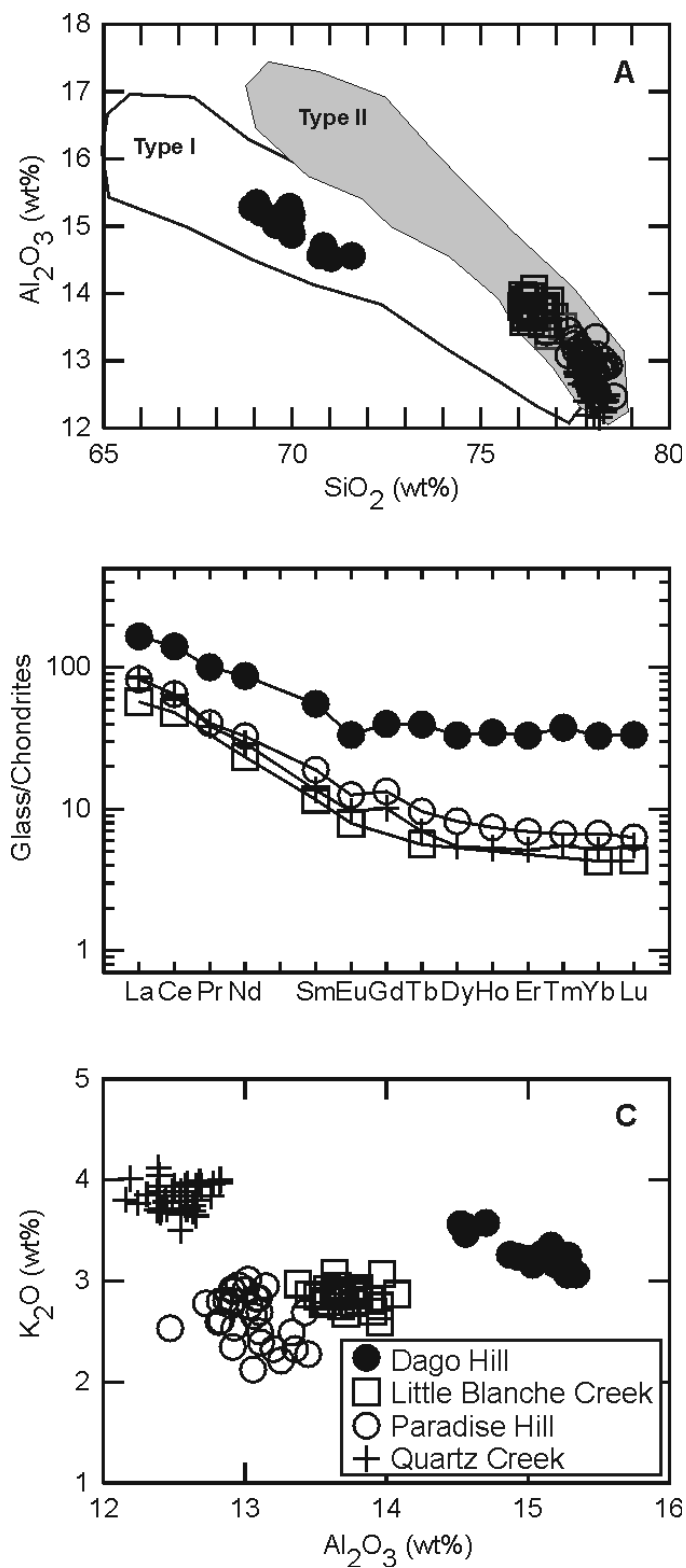 18
17
16
15
14
13
12
Al2O3 (wt%)
A
Type II
Type I
65
70
75
80
SiO2 (wt%)
100
10
1
Glass/Chondrites
La Ce Pr Nd Sm Eu Gd Tb Dy Ho Er Tm Yb Lu
5
4
3
2
1
K2O (wt%)
C
Dago Hill
Little Blanche Creek
Paradise Hill
Quartz Creek
12
13
14
15
16
Al2O3 (wt%)